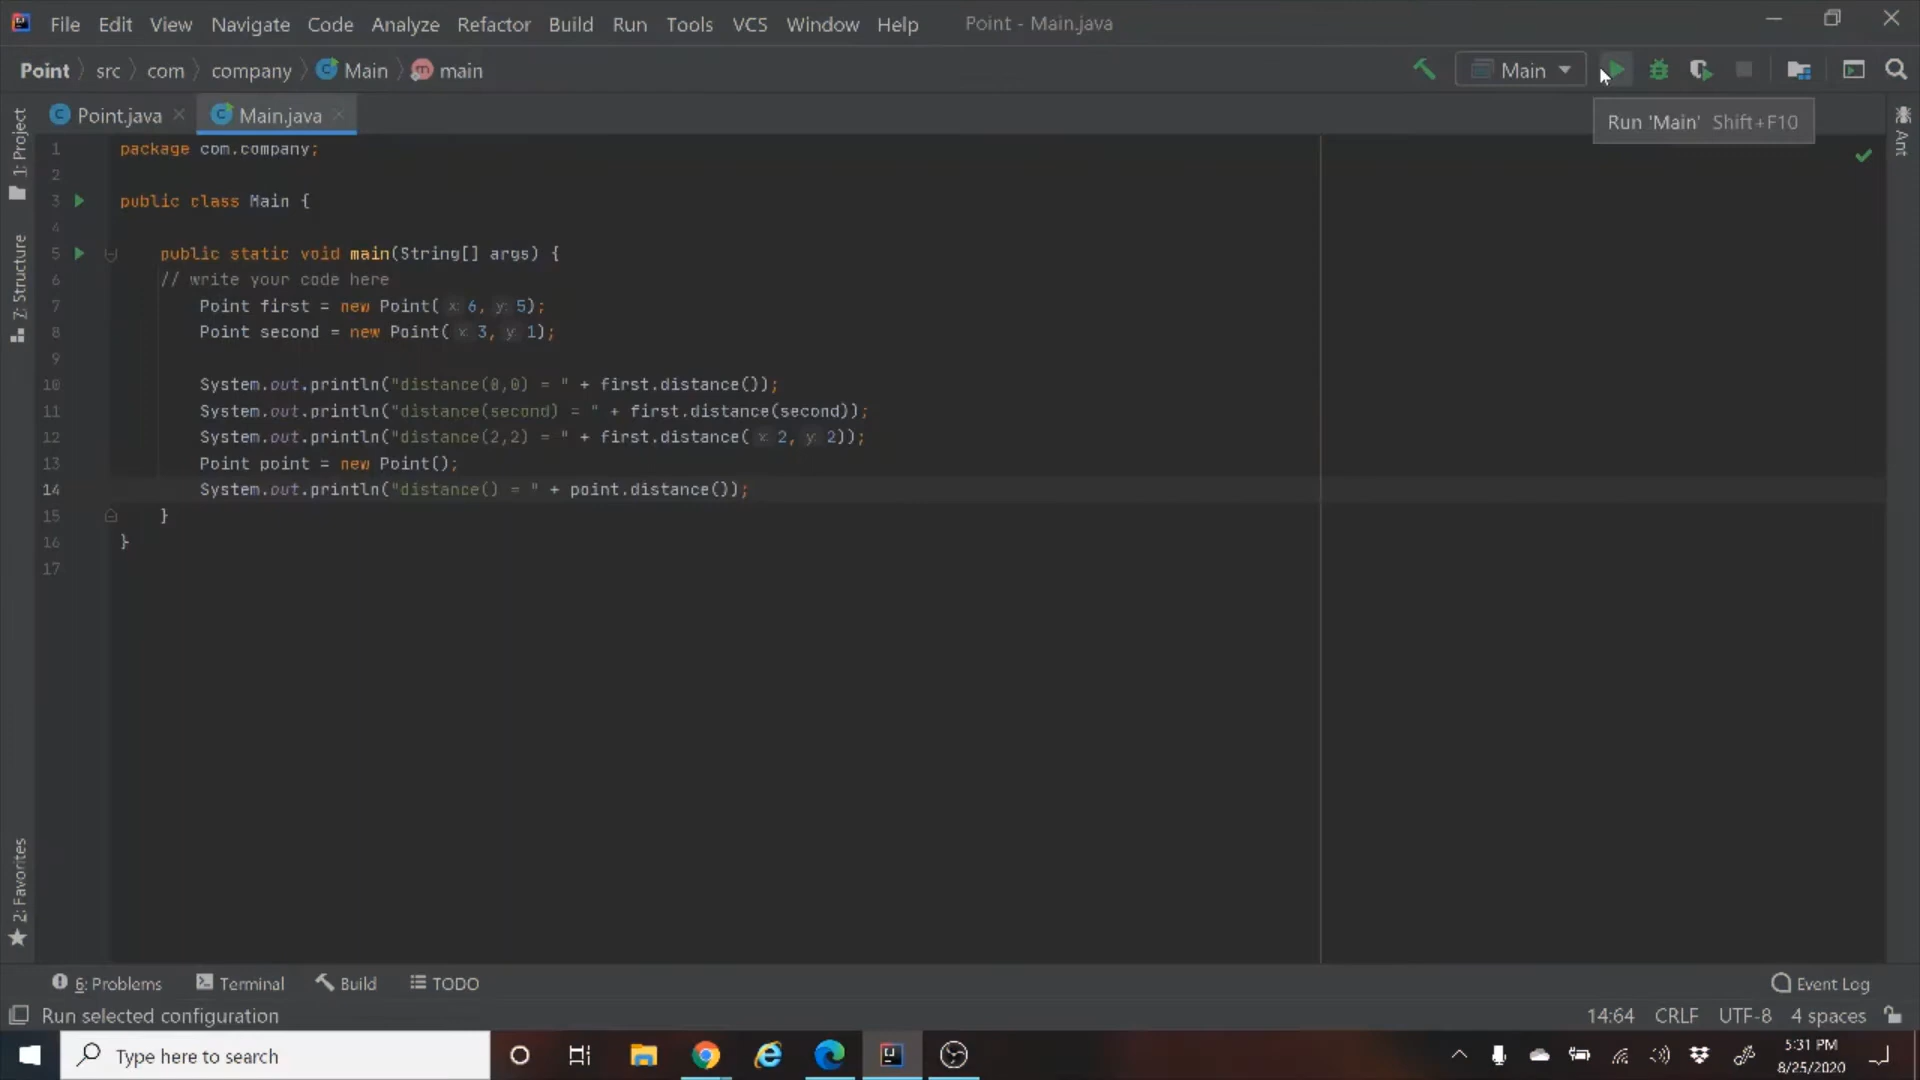 File Edit View Navigate Code Analyze Refactor Build Run Tools VCS Window Help Point - Main.java
Point src com company Main main Main
Run 'Main' Shift+F10
Point.java Main.java
1: Project
7: Structure
2: Favorites
Ant
1 package com.company;
2
3 public class Main {
4
5 public static void main(String[] args) {
6 // write your code here
7 Point first = new Point( x: 6, y: 5);
8 Point second = new Point( x: 3, y: 1);
9
10 System.out.println("distance(0,0) = " + first.distance());
11 System.out.println("distance(second) = " + first.distance(second));
12 System.out.println("distance(2,2) = " + first.distance( x: 2, y: 2));
13 Point point = new Point();
14 System.out.println("distance() = " + point.distance());
15 }
16 }
17
6: Problems Terminal Build TODO Event Log
Run selected configuration 14:64 CRLF UTF-8 4 spaces
Type here to search
5:31 PM
8/25/2020